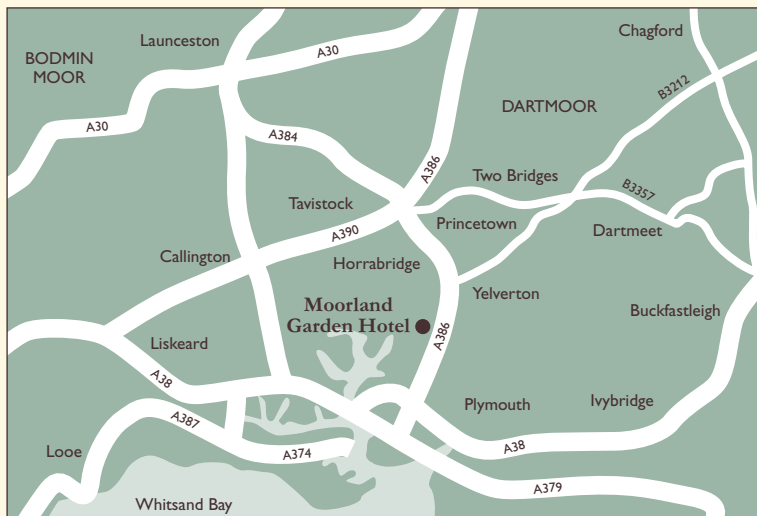 Launceston
Chagford
A30
BODMIN
MOOR
B3212
DARTMOOR
A30
A384
A386
Two Bridges
B3357
Tavistock
Princetown
A390
Dartmeet
Callington
Horrabridge
Yelverton
Moorland
Garden Hotel
Buckfastleigh
A386
Liskeard
A38
Plymouth
Ivybridge
A387
A38
Looe
A374
A379
Whitsand Bay